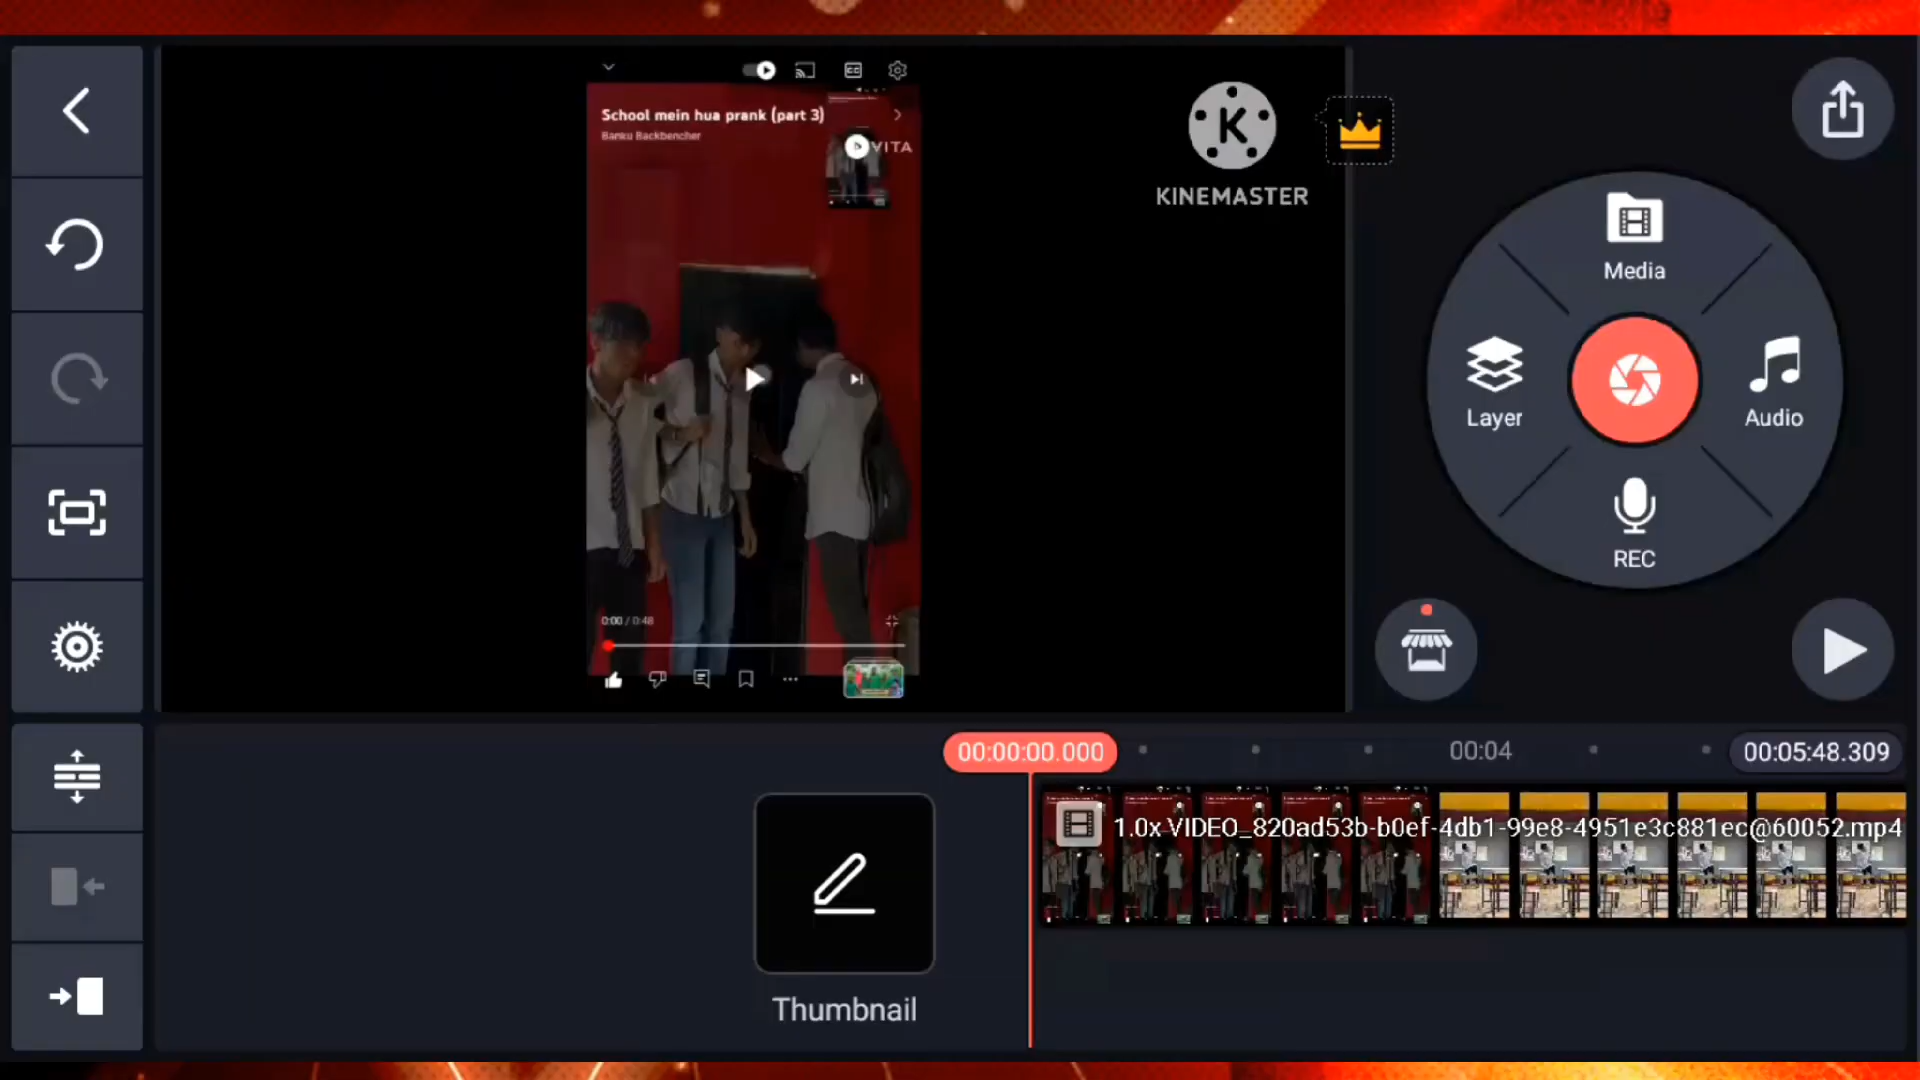 School mein hua prank (part 3)
Banku Backbencher
VITA
KINEMASTER
Media
Layer
Audio
REC
0:00 / 0:48
00:00:00.000
00:04
00:05:48.309
1.0x VIDEO_820ad53b-b0ef-4db1-99e8-4951e3c881ec@60052.mp4
Thumbnail